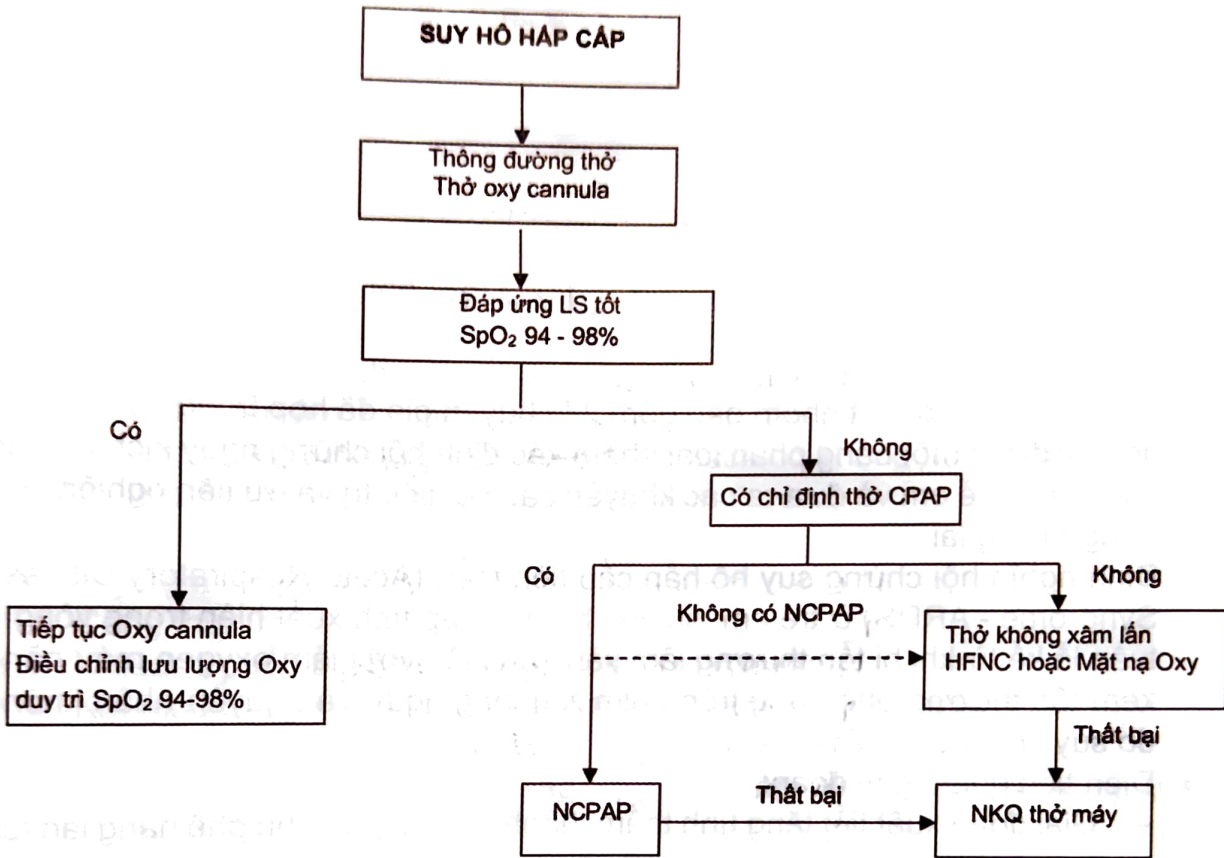 SUY HÔ HÁP CẤP
Thông đường thở
Thở oxy cannula
Đáp ứng LS tốt
SpO₂ 94 - 98%
Có
Không
Có chỉ định thở CPAP
Có
Không
Không có NCPAP
Tiếp tục Oxy cannula
Điều chỉnh lưu lượng Oxy
duy trì SpO₂ 94-98%
Thở không xâm lấn
HFNC hoặc Mặt nạ Oxy
Thất bại
NCPAP
Thất bại
NKQ thở máy